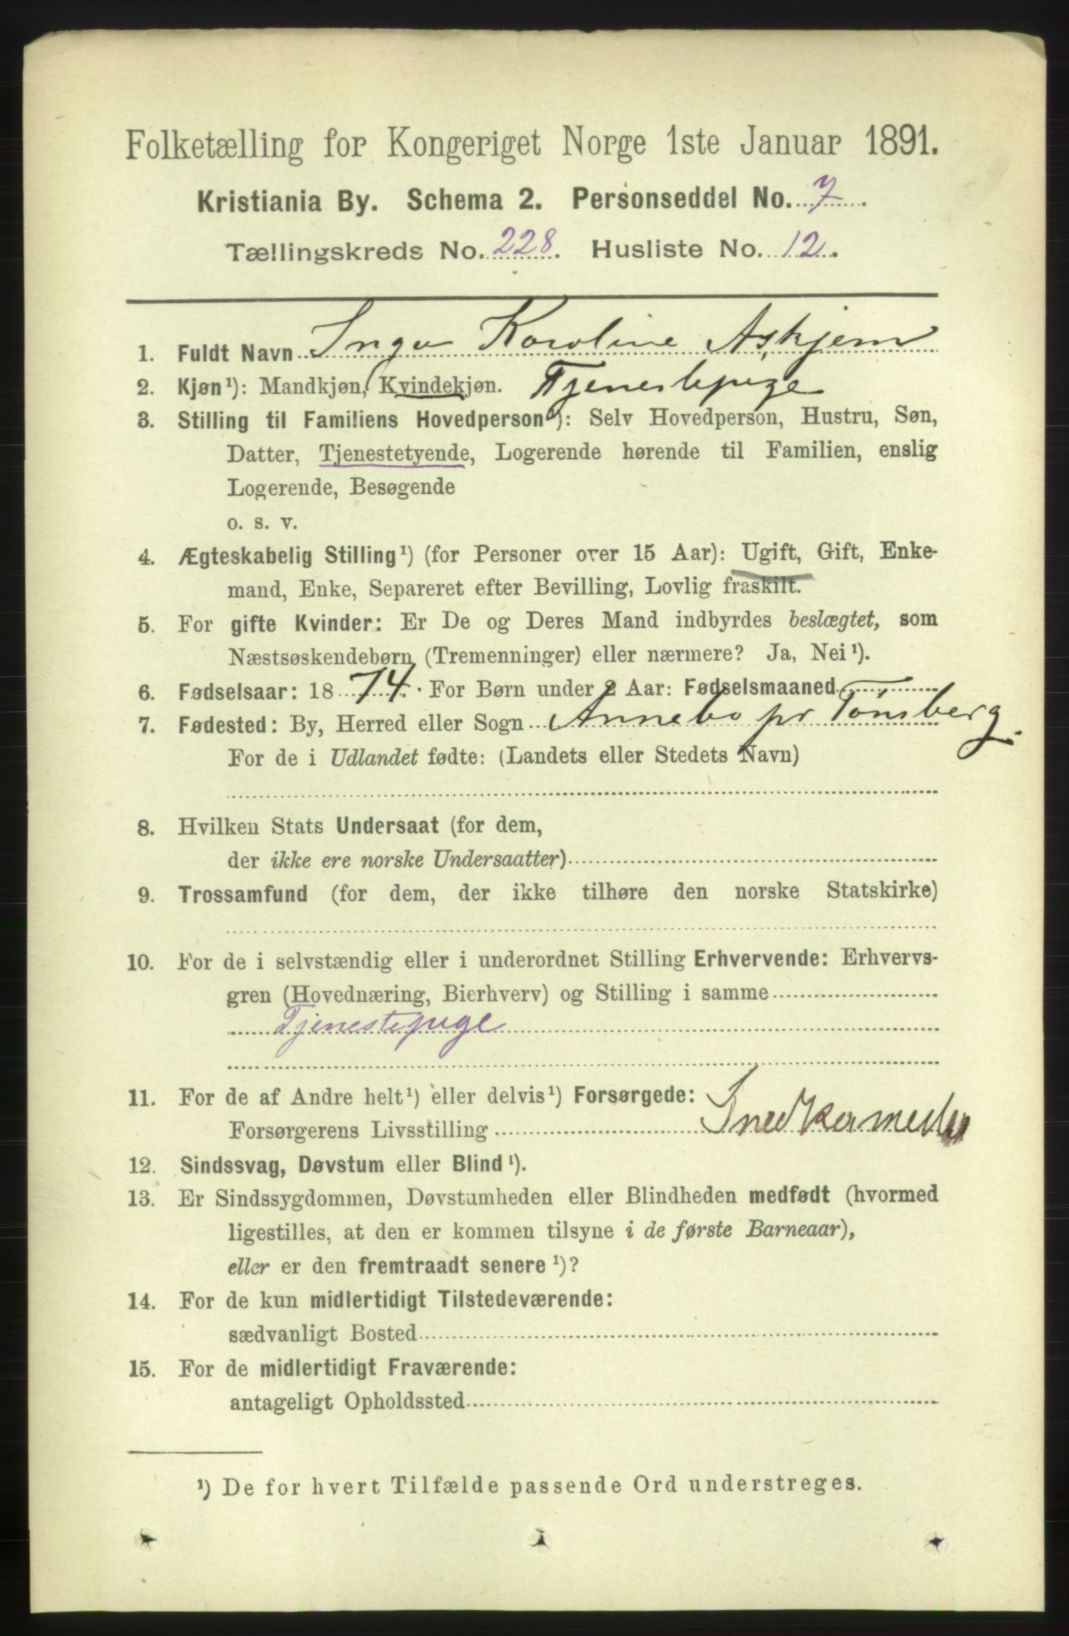 Folketælling for Kongeriget Norge 1ste Januar 1891.
Kristiania By. Schema 2. Personseddel No. 7.
Tællingskreds No. 228. Husliste No. 12.
1. Fuldt Navn Inga Karoline Askjem
2. Kjøn¹): Mandkjøn, Kvindekjøn. Tjenestepige
3. Stilling til Familiens Hovedperson¹): Selv Hovedperson, Hustru, Søn,
Datter, Tjenestetyende, Logerende hørende til Familien, enslig
Logerende, Besøgende
o. s. v.
4. Ægteskabelig Stilling¹) (for Personer over 15 Aar): Ugift, Gift, Enke-
mand, Enke, Separeret efter Bevilling, Lovlig fraskilt.
5. For gifte Kvinder: Er De og Deres Mand indbyrdes beslægtet, som
Næstsøskendebørn (Tremenninger) eller nærmere? Ja, Nei¹).
6. Fødselsaar: 1874. For Børn under 2 Aar: Fødselsmaaned
7. Fødested: By, Herred eller Sogn Annebo pr Tønsberg.
For de i Udlandet fødte: (Landets eller Stedets Navn)
8. Hvilken Stats Undersaat (for dem,
der ikke ere norske Undersaatter)
9. Trossamfund (for dem, der ikke tilhøre den norske Statskirke)
10. For de i selvstændig eller i underordnet Stilling Erhvervende: Erhvervs-
gren (Hovednæring, Bierhverv) og Stilling i samme
Tjenestepige
11. For de af Andre helt¹) eller delvis¹) Forsørgede:
Forsørgerens Livsstilling Snedkermester
12. Sindssvag, Døvstum eller Blind¹).
13. Er Sindssygdommen, Døvstumheden eller Blindheden medfødt (hvormed
ligestilles, at den er kommen tilsyne i de første Barneaar),
eller er den fremtraadt senere¹)?
14. For de kun midlertidigt Tilstedeværende:
sædvanligt Bosted
15. For de midlertidigt Fraværende:
antageligt Opholdssted
¹) De for hvert Tilfælde passende Ord understreges.
1